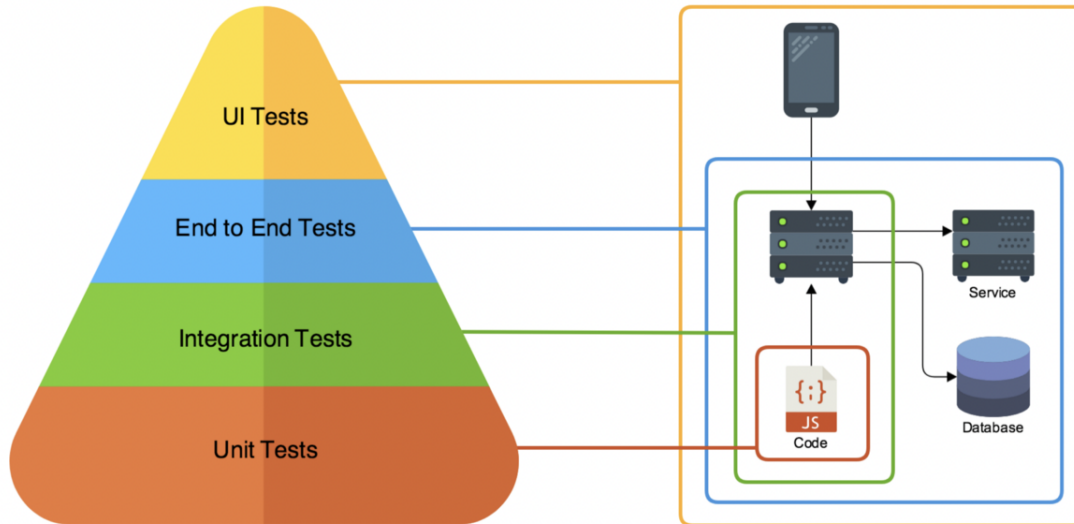 UI Tests
End to End Tests
Integration Tests
Unit Tests
Service
{;}
JS
Code
Database